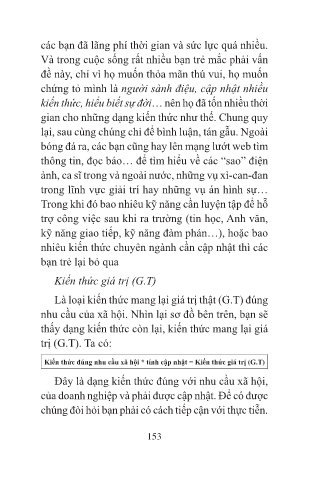 các bạn đã lãng phí thời gian và sức lực quá nhiều.
Và trong cuộc sống rất nhiều bạn trẻ mắc phải vấn
đề này, chỉ vì họ muốn thỏa mãn thú vui, họ muốn
chứng tỏ mình là người sành điệu, cập nhật nhiều
kiến thức, hiểu biết sự đời… nên họ đã tốn nhiều thời
gian cho những dạng kiến thức như thế. Chung quy
lại, sau cùng chúng chỉ để bình luận, tán gẫu. Ngoài
bóng đá ra, các bạn cũng hay lên mạng lướt web tìm
thông tin, đọc báo… để tìm hiểu về các “sao” điện
ảnh, ca sĩ trong và ngoài nước, những vụ xì-can-đan
trong lĩnh vực giải trí hay những vụ án hình sự…
Trong khi đó bao nhiêu kỹ năng cần luyện tập để hỗ
trợ công việc sau khi ra trường (tin học, Anh văn,
kỹ năng giao tiếp, kỹ năng đàm phán…), hoặc bao
nhiêu kiến thức chuyên ngành cần cập nhật thì các
bạn trẻ lại bỏ qua
Kiến thức giá trị (G.T)
Là loại kiến thức mang lại giá trị thật (G.T) đúng
nhu cầu của xã hội. Nhìn lại sơ đồ bên trên, bạn sẽ
thấy dạng kiến thức còn lại, kiến thức mang lại giá
trị (G.T). Ta có:
Kiến thức đúng nhu cầu xã hội * tính cập nhật = Kiến thức giá trị (G.T)
Đây là dạng kiến thức đúng với nhu cầu xã hội,
của doanh nghiệp và phải được cập nhật. Để có được
chúng đòi hỏi bạn phải có cách tiếp cận với thực tiễn.
153